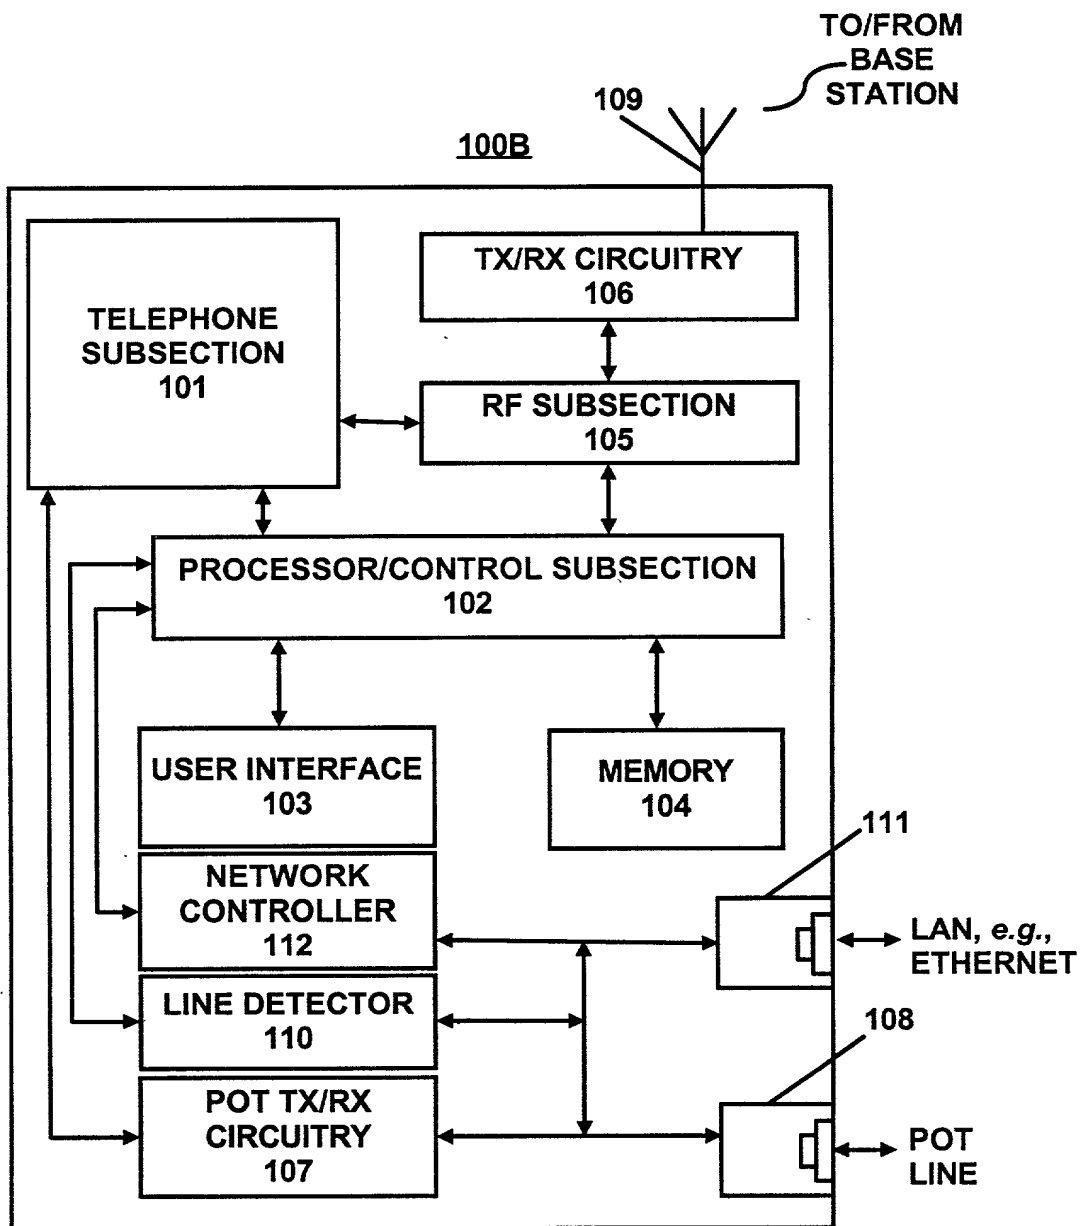 TO/FROM
BASE
STATION
109
100B
TX/RX CIRCUITRY
106
TELEPHONE
SUBSECTION
101
RF SUBSECTION
105
PROCESSOR/CONTROL SUBSECTION
102
USER INTERFACE
103
MEMORY
104
111
NETWORK
CONTROLLER
112
LAN, e.g.,
ETHERNET
LINE DETECTOR
110
108
POT TX/RX
CIRCUITRY
107
POT
LINE